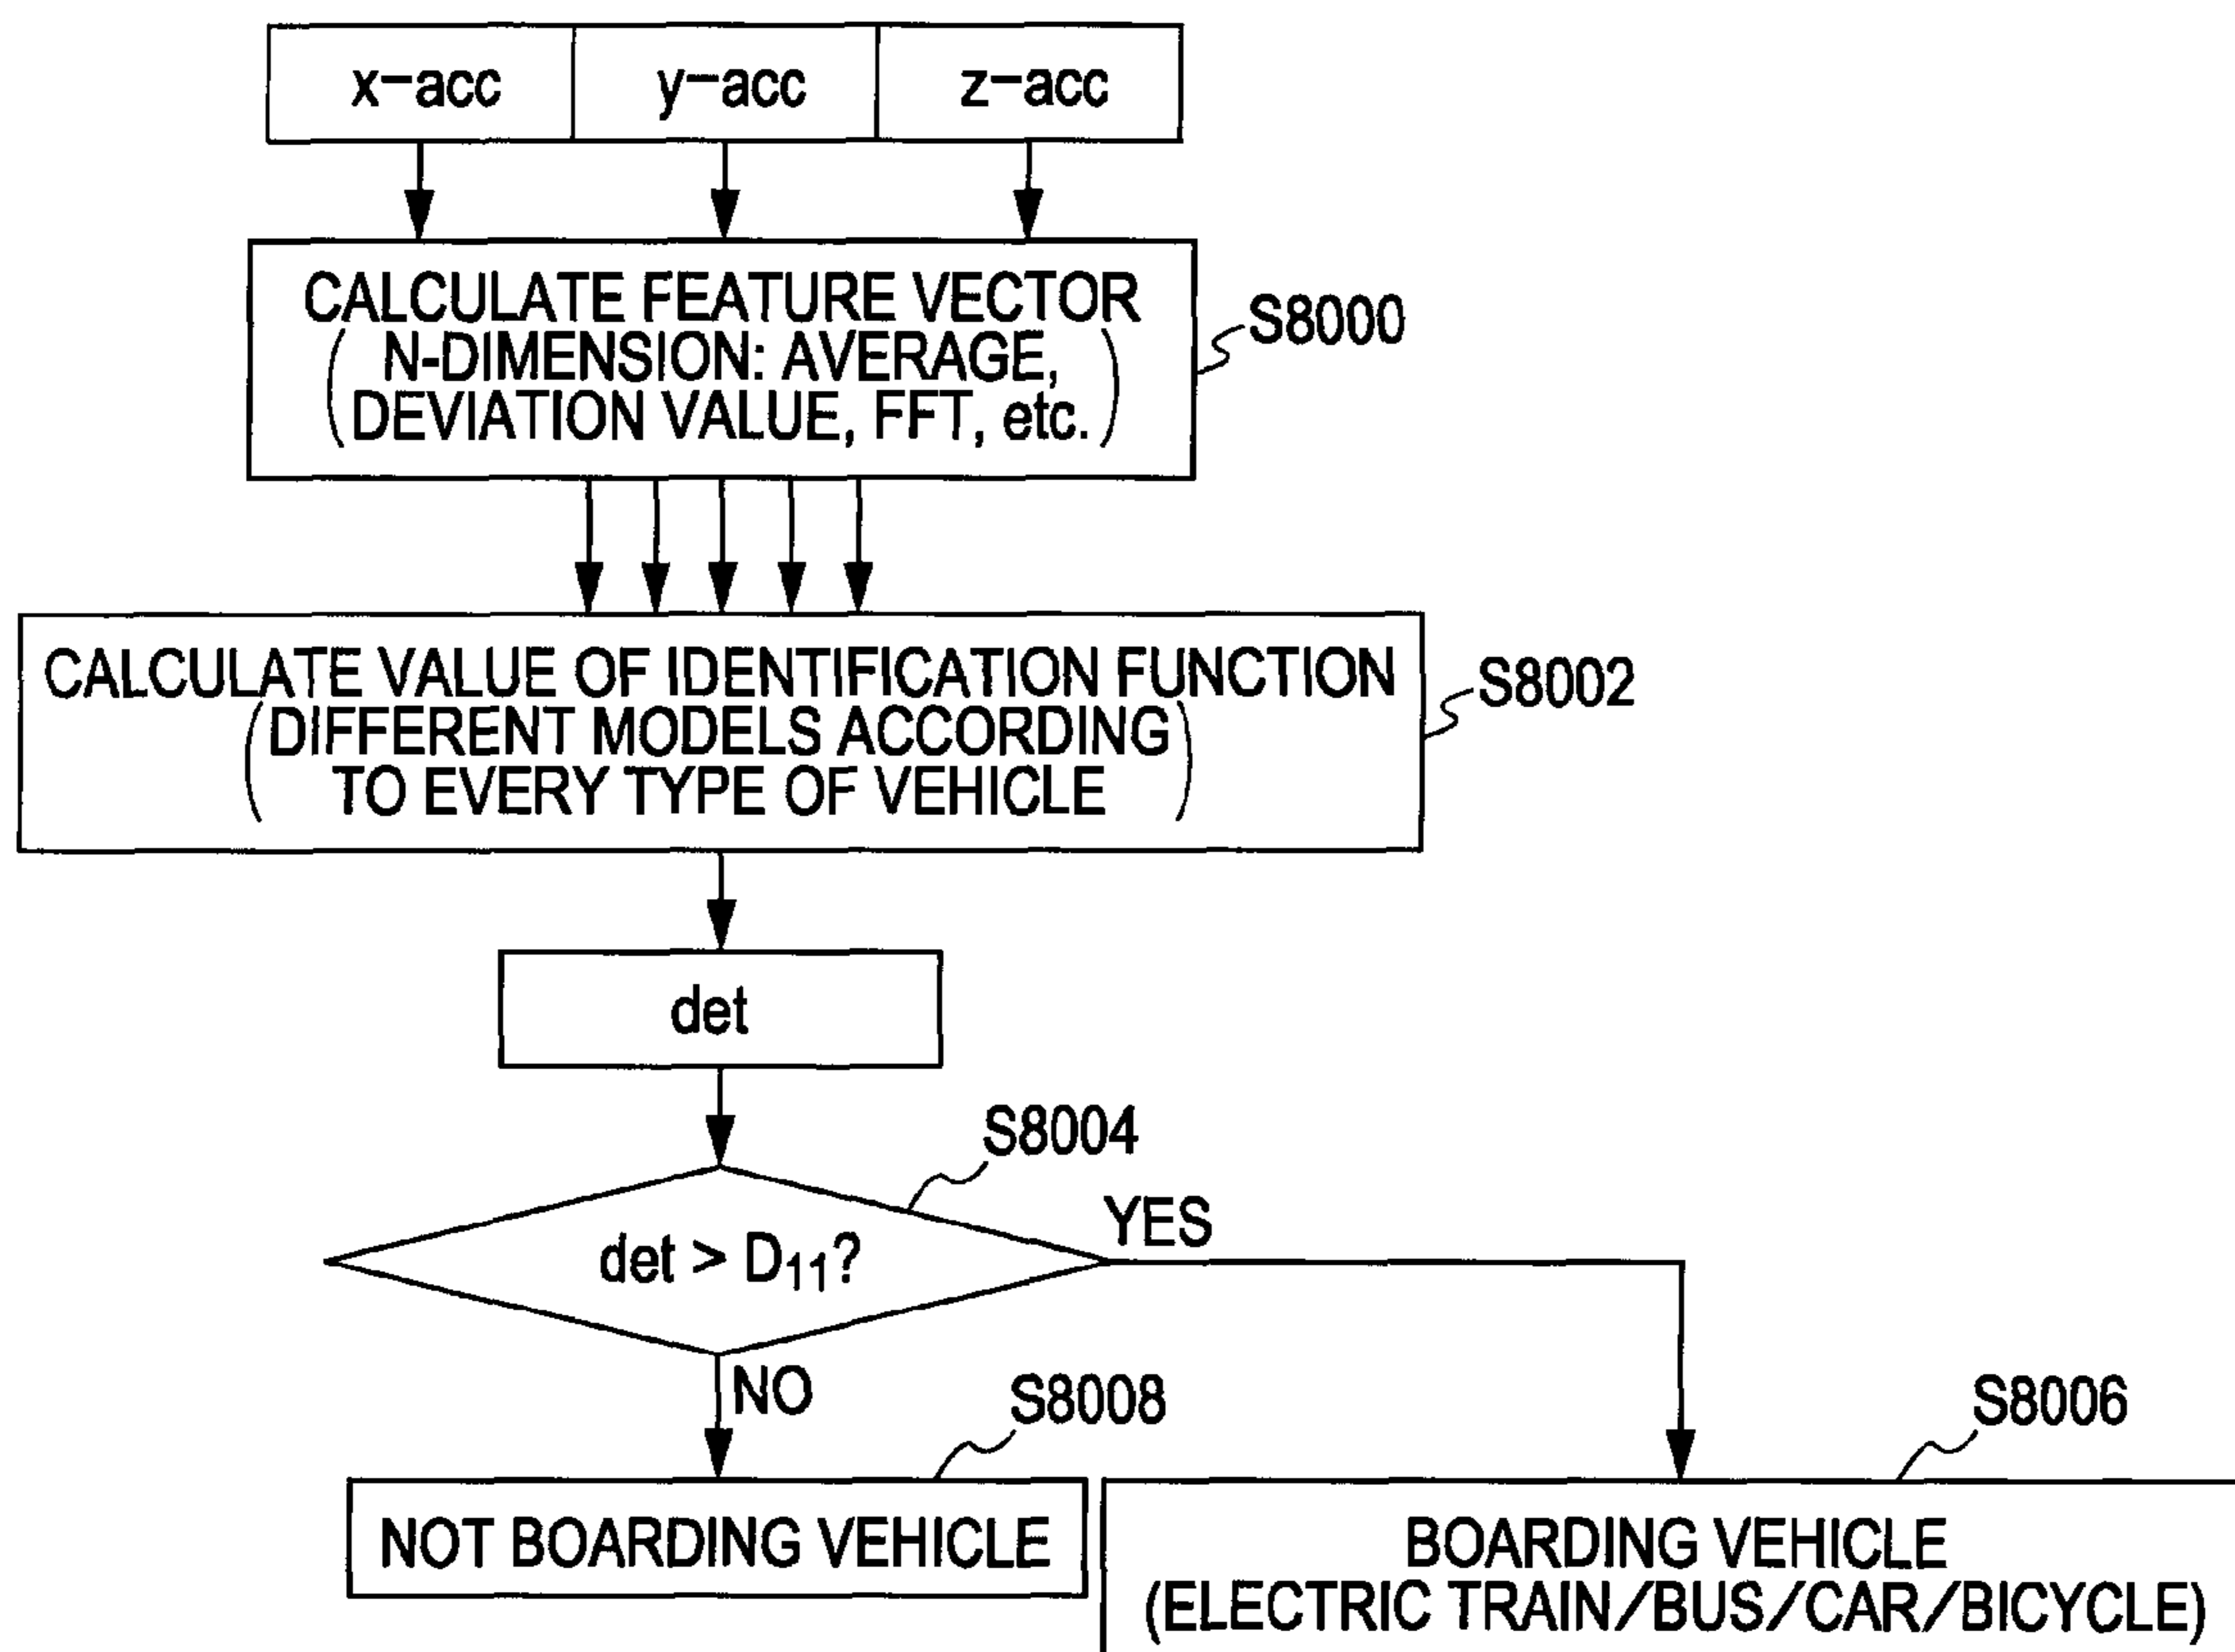 x-acc y-acc z-acc
CALCULATE FEATURE VECTOR
(N-DIMENSION: AVERAGE,
DEVIATION VALUE, FFT, etc.)
S8000
CALCULATE VALUE OF IDENTIFICATION FUNCTION
(DIFFERENT MODELS ACCORDING
TO EVERY TYPE OF VEHICLE)
S8002
det
S8004
det > D₁₁?
YES
NO
S8008
NOT BOARDING VEHICLE
S8006
BOARDING VEHICLE
(ELECTRIC TRAIN/BUS/CAR/BICYCLE)